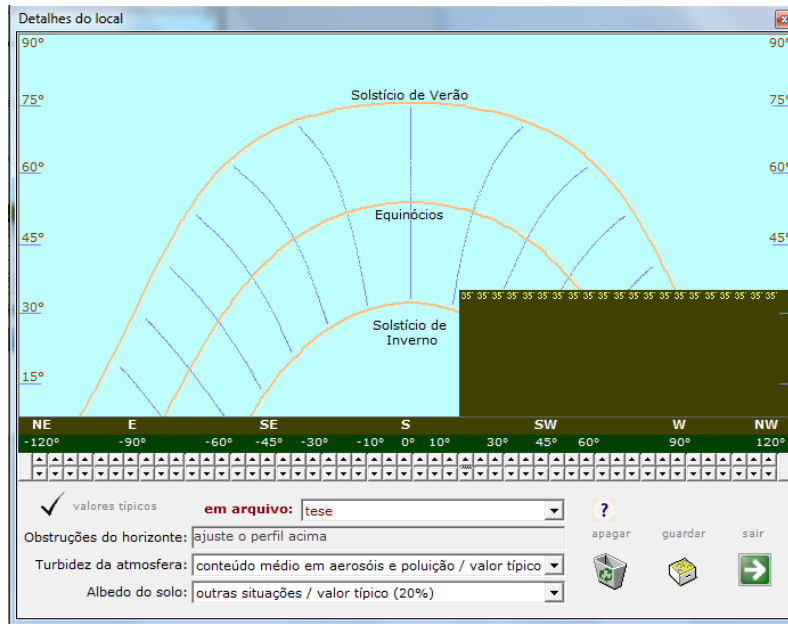 Detalhes do local
90° 90°
Solstício de Verão
75° 75°
60° 60°
Equinócios
45° 45°
35 35 35 35 35 35 35 35 35 35 35 35 35 35 35 35 35 35 35 35 35
30°
Solstício de
Inverno
15°
NE E SE S SW W NW
-120° -90° -60° -45° -30° -10° 0° 10° 30° 45° 60° 90° 120°
valores típicos em arquivo: tese ?
Obstruções do horizonte: ajuste o perfil acima apagar guardar sair
Turbidez da atmosfera: conteúdo médio em aerosóis e poluição / valor típico
Albedo do solo: outras situações / valor típico (20%)